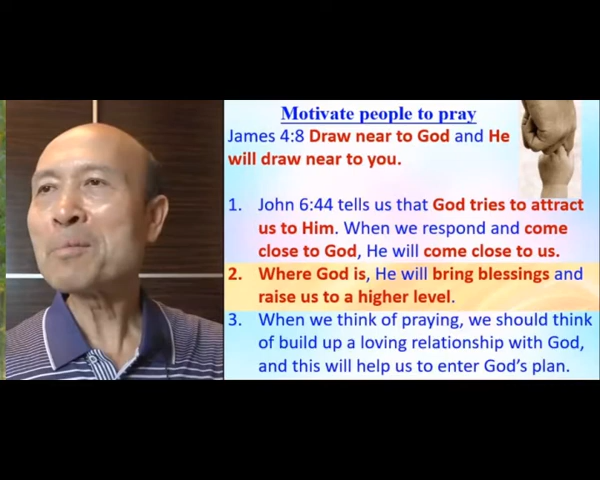 Motivate people to pray
James 4:8 Draw near to God and He
will draw near to you.
1. John 6:44 tells us that God tries to attract
us to Him. When we respond and come
close to God, He will come close to us.
2. Where God is, He will bring blessings and
raise us to a higher level.
3. When we think of praying, we should think
of build up a loving relationship with God,
and this will help us to enter God's plan.